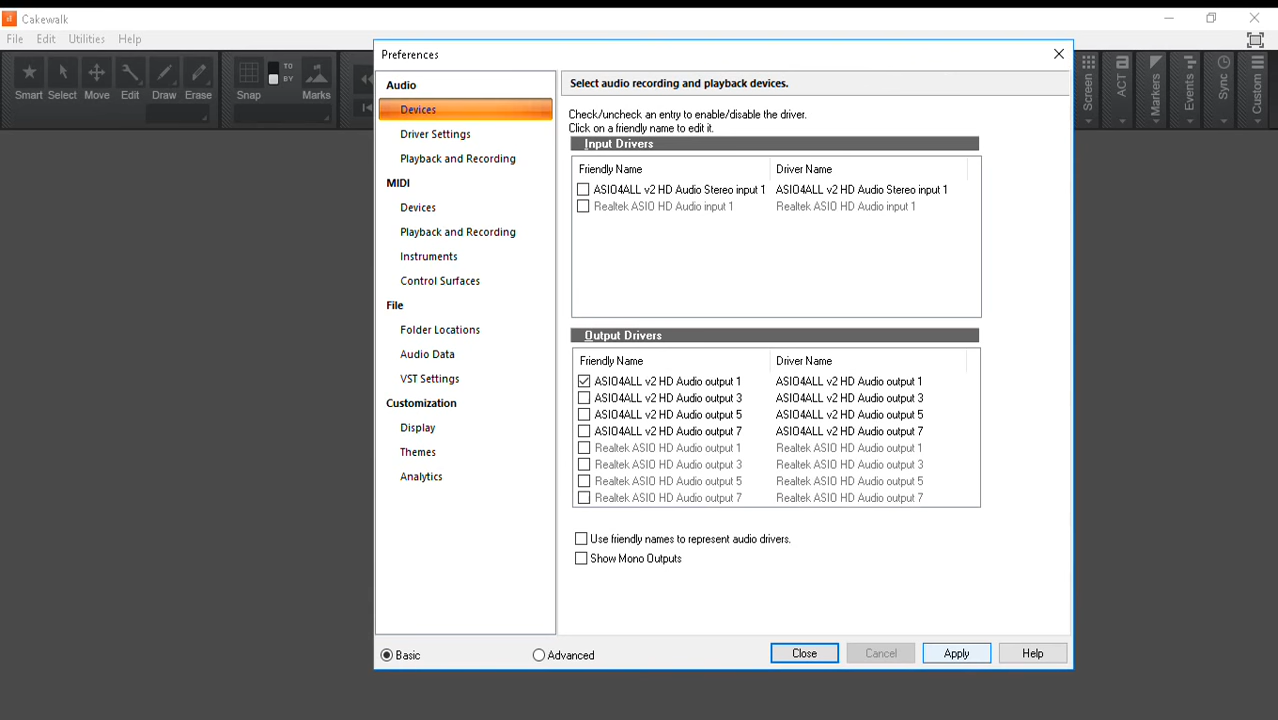 Cakewalk
File Edit Utilities Help
Smart Select Move Edit Draw Erase Snap TO BY Marks
Screen ACT Markers Events Sync Custom
Preferences
Audio
Devices
Driver Settings
Playback and Recording
MIDI
Devices
Playback and Recording
Instruments
Control Surfaces
File
Folder Locations
Audio Data
VST Settings
Customization
Display
Themes
Analytics
Select audio recording and playback devices.
Check/uncheck an entry to enable/disable the driver.
Click on a friendly name to edit it.
Input Drivers
Friendly Name Driver Name
ASIO4ALL v2 HD Audio Stereo input 1 ASIO4ALL v2 HD Audio Stereo input 1
Realtek ASIO HD Audio input 1 Realtek ASIO HD Audio input 1
Output Drivers
Friendly Name Driver Name
ASIO4ALL v2 HD Audio output 1 ASIO4ALL v2 HD Audio output 1
ASIO4ALL v2 HD Audio output 3 ASIO4ALL v2 HD Audio output 3
ASIO4ALL v2 HD Audio output 5 ASIO4ALL v2 HD Audio output 5
ASIO4ALL v2 HD Audio output 7 ASIO4ALL v2 HD Audio output 7
Realtek ASIO HD Audio output 1 Realtek ASIO HD Audio output 1
Realtek ASIO HD Audio output 3 Realtek ASIO HD Audio output 3
Realtek ASIO HD Audio output 5 Realtek ASIO HD Audio output 5
Realtek ASIO HD Audio output 7 Realtek ASIO HD Audio output 7
Use friendly names to represent audio drivers.
Show Mono Outputs
Basic Advanced Close Cancel Apply Help